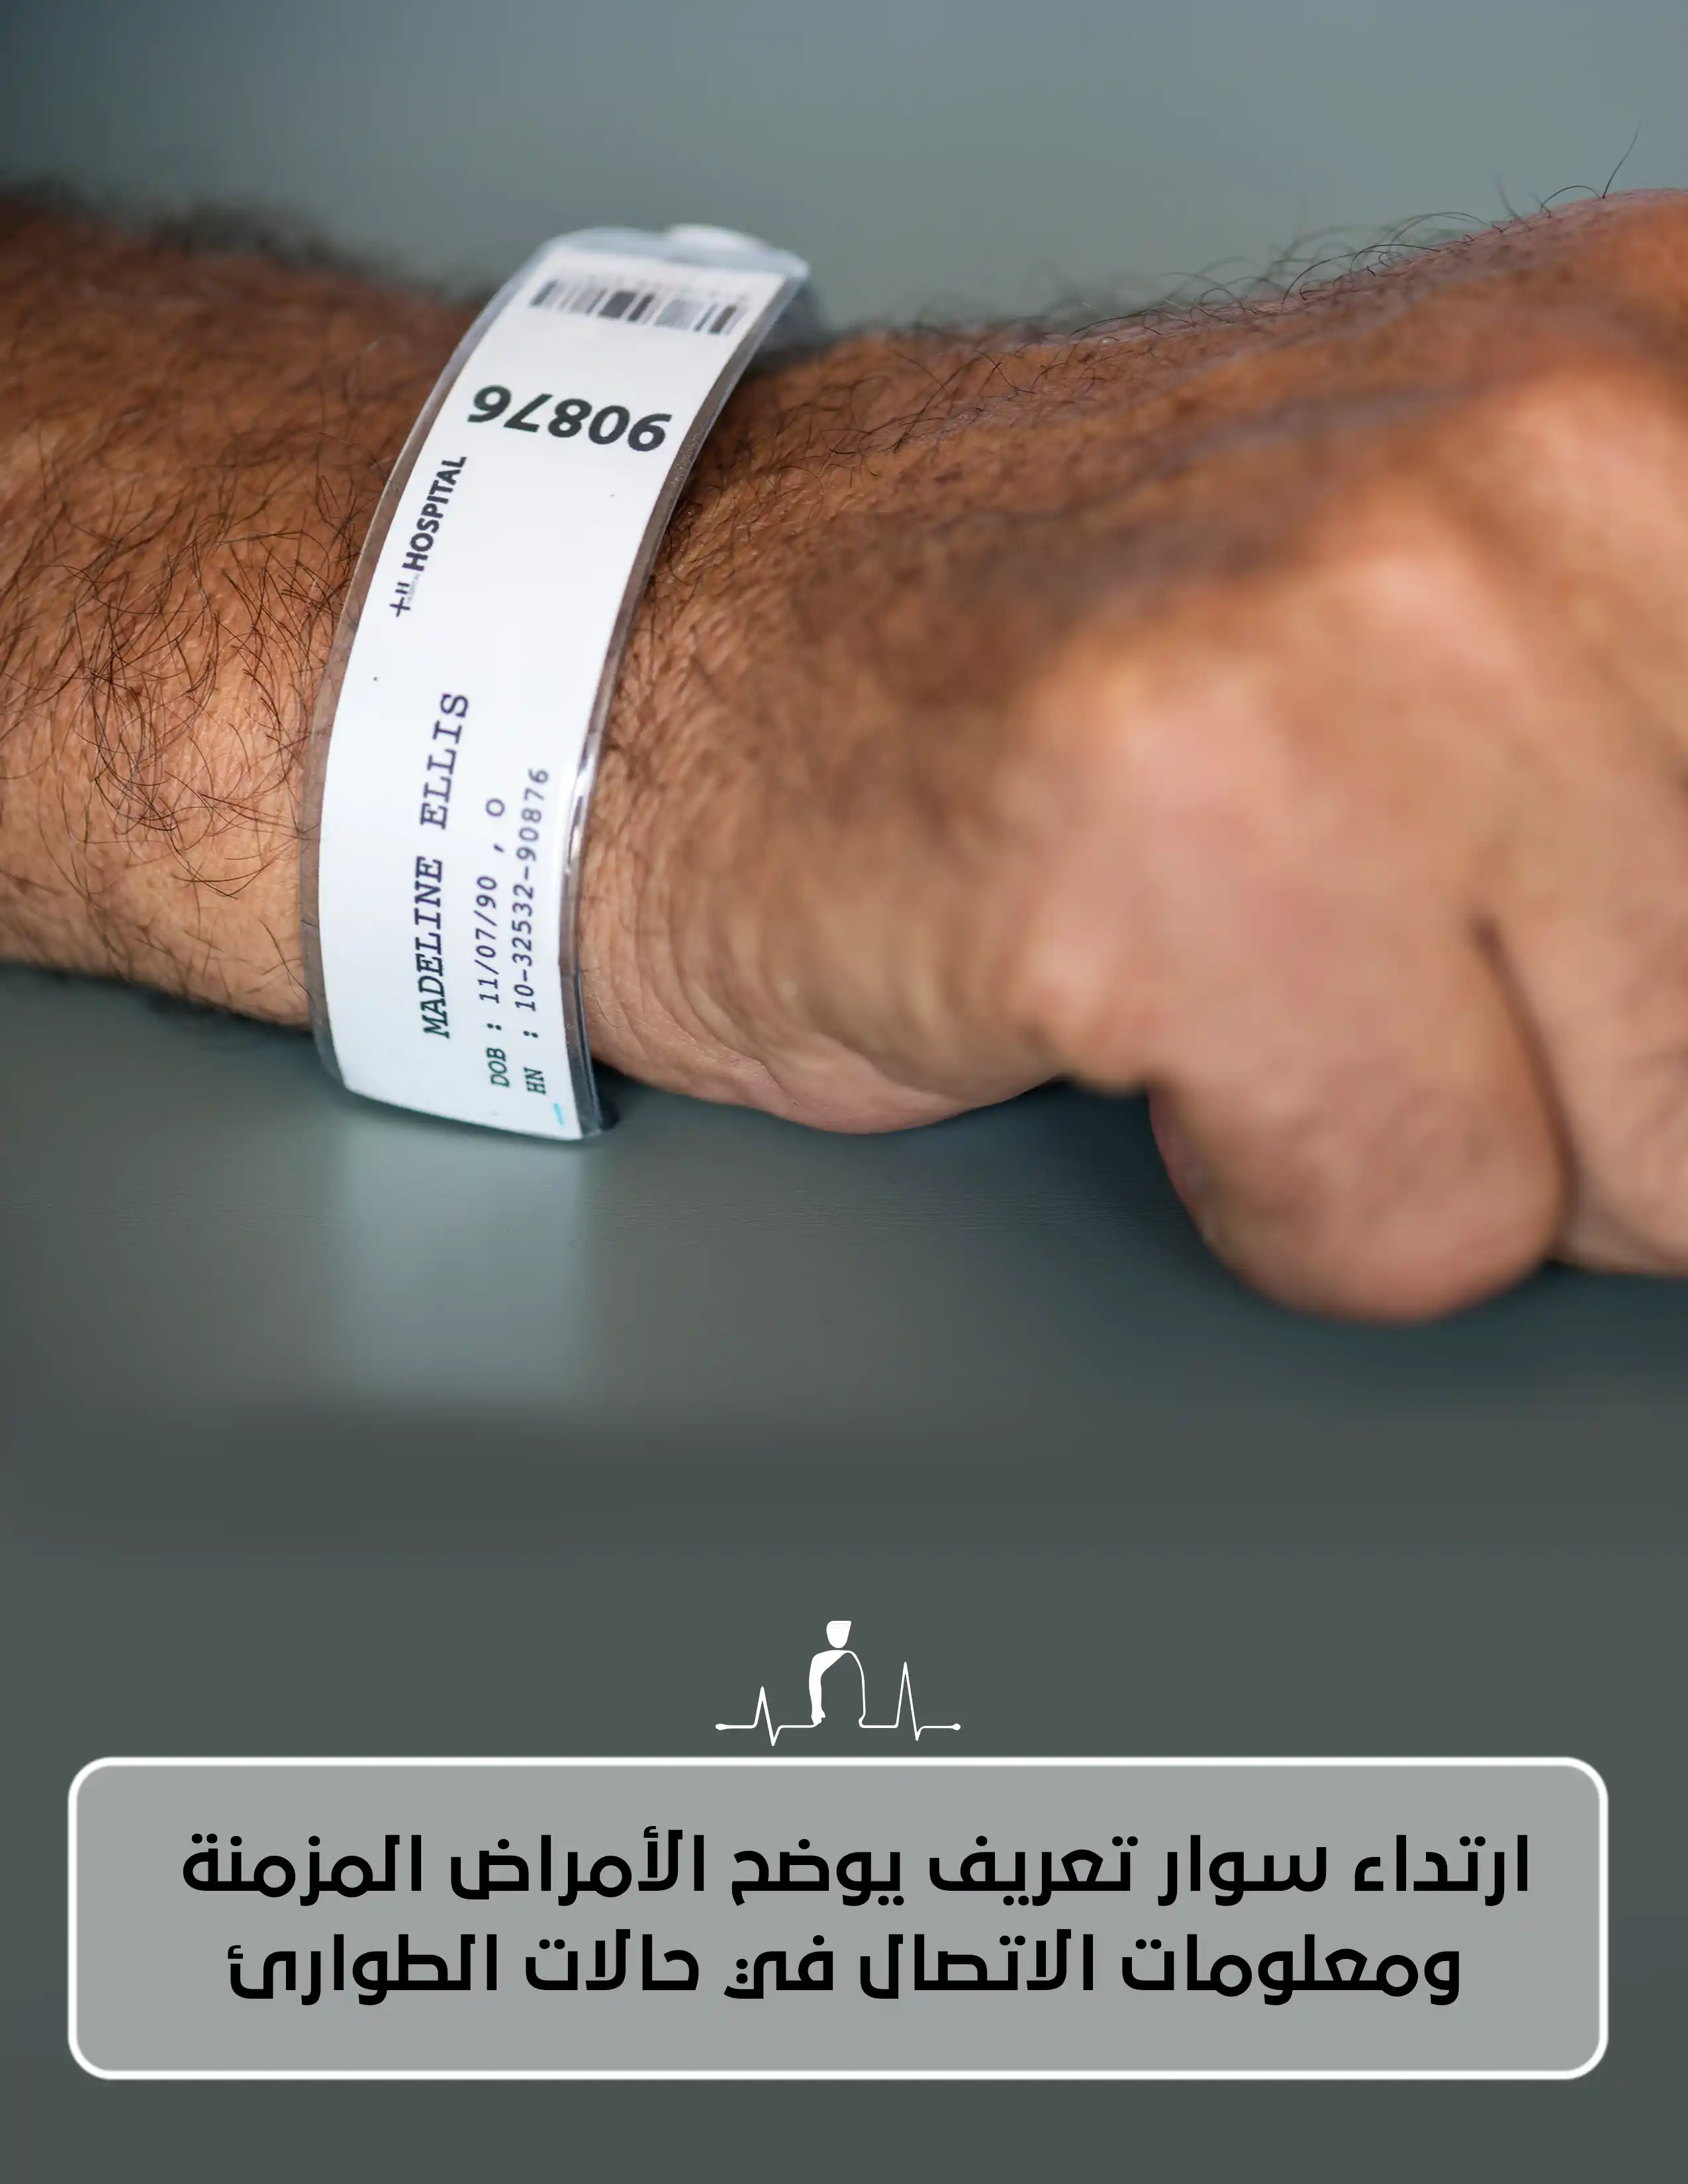 90876
HOSPITAL
MADELINE ELLIS
DOB : 11/07/90 , O
HN : 10-32532-90876
ارتداء سوار تعريف يوضح الأمراض المزمنة
ومعلومات الاتصال في حالات الطوارئ